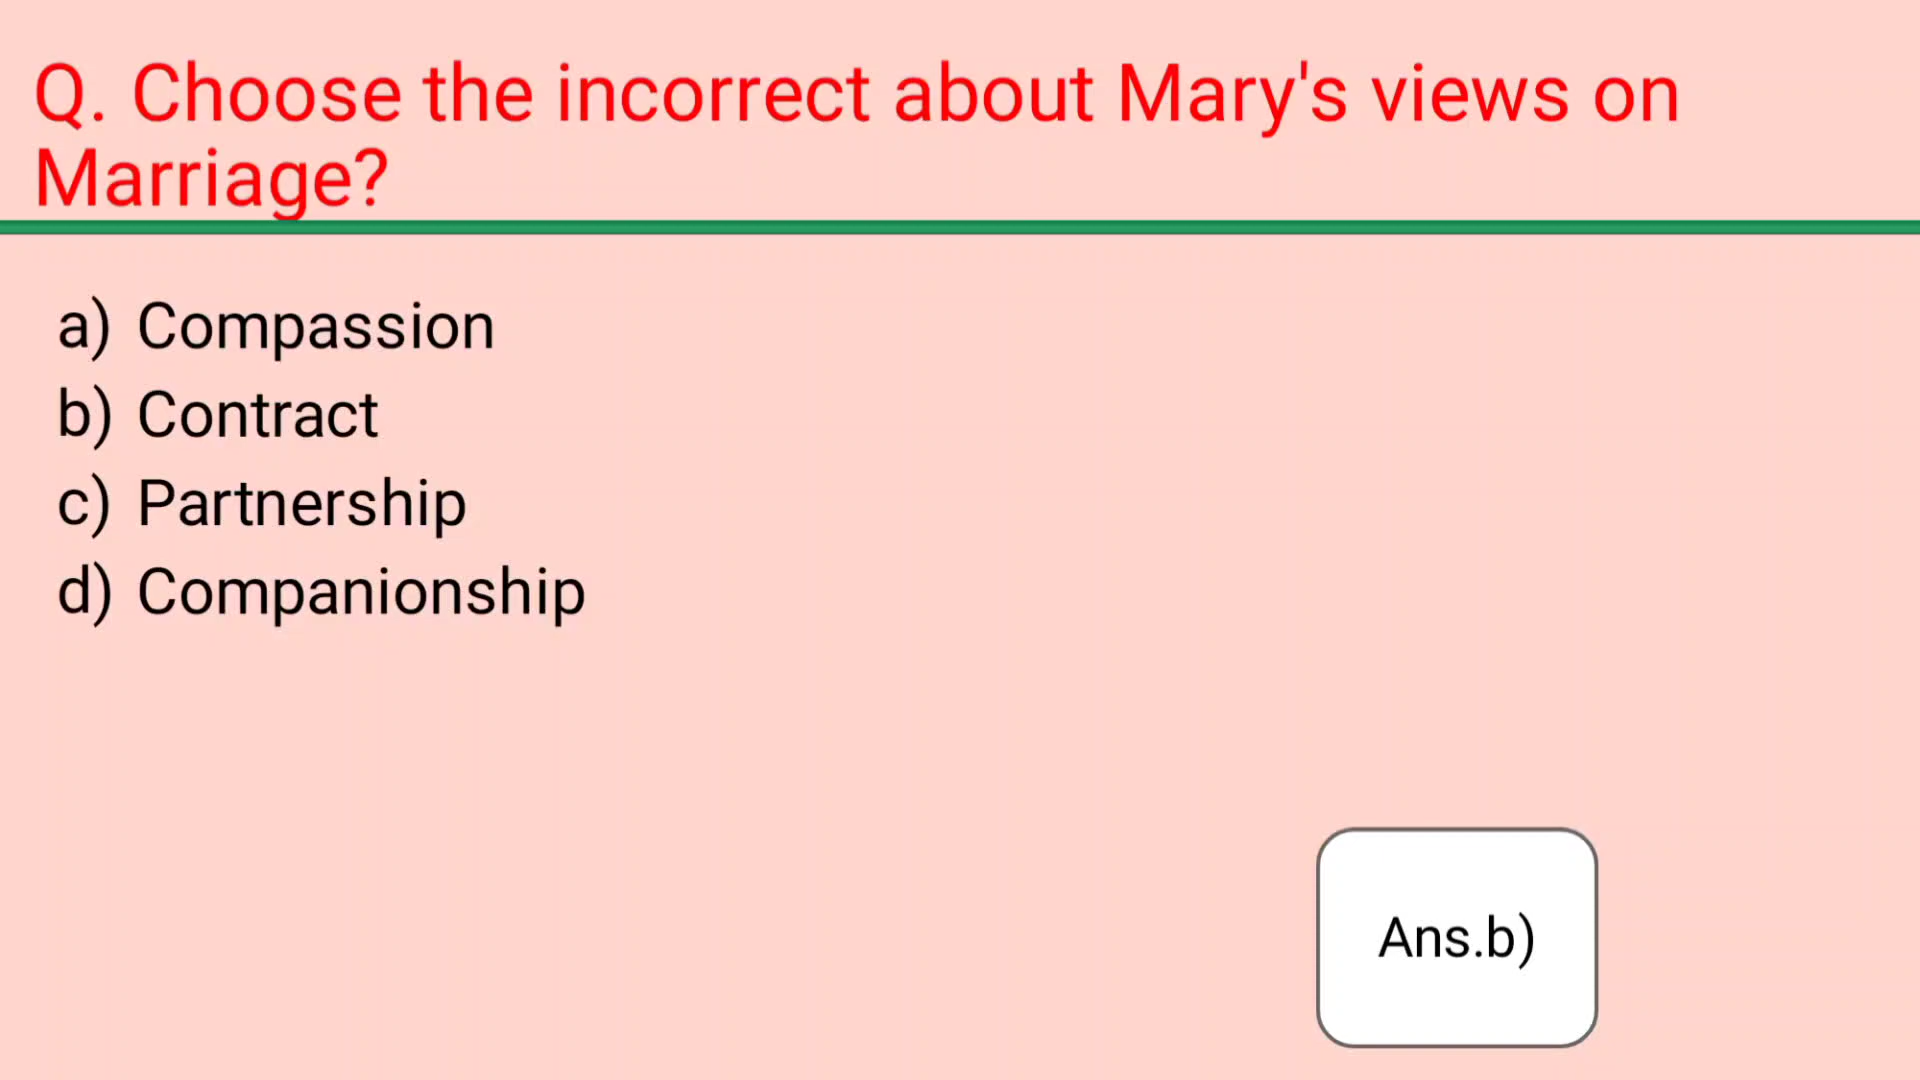 Q. Choose the incorrect about Mary's views on
Marriage?
a) Compassion
b) Contract
c) Partnership
d) Companionship
Ans.b)